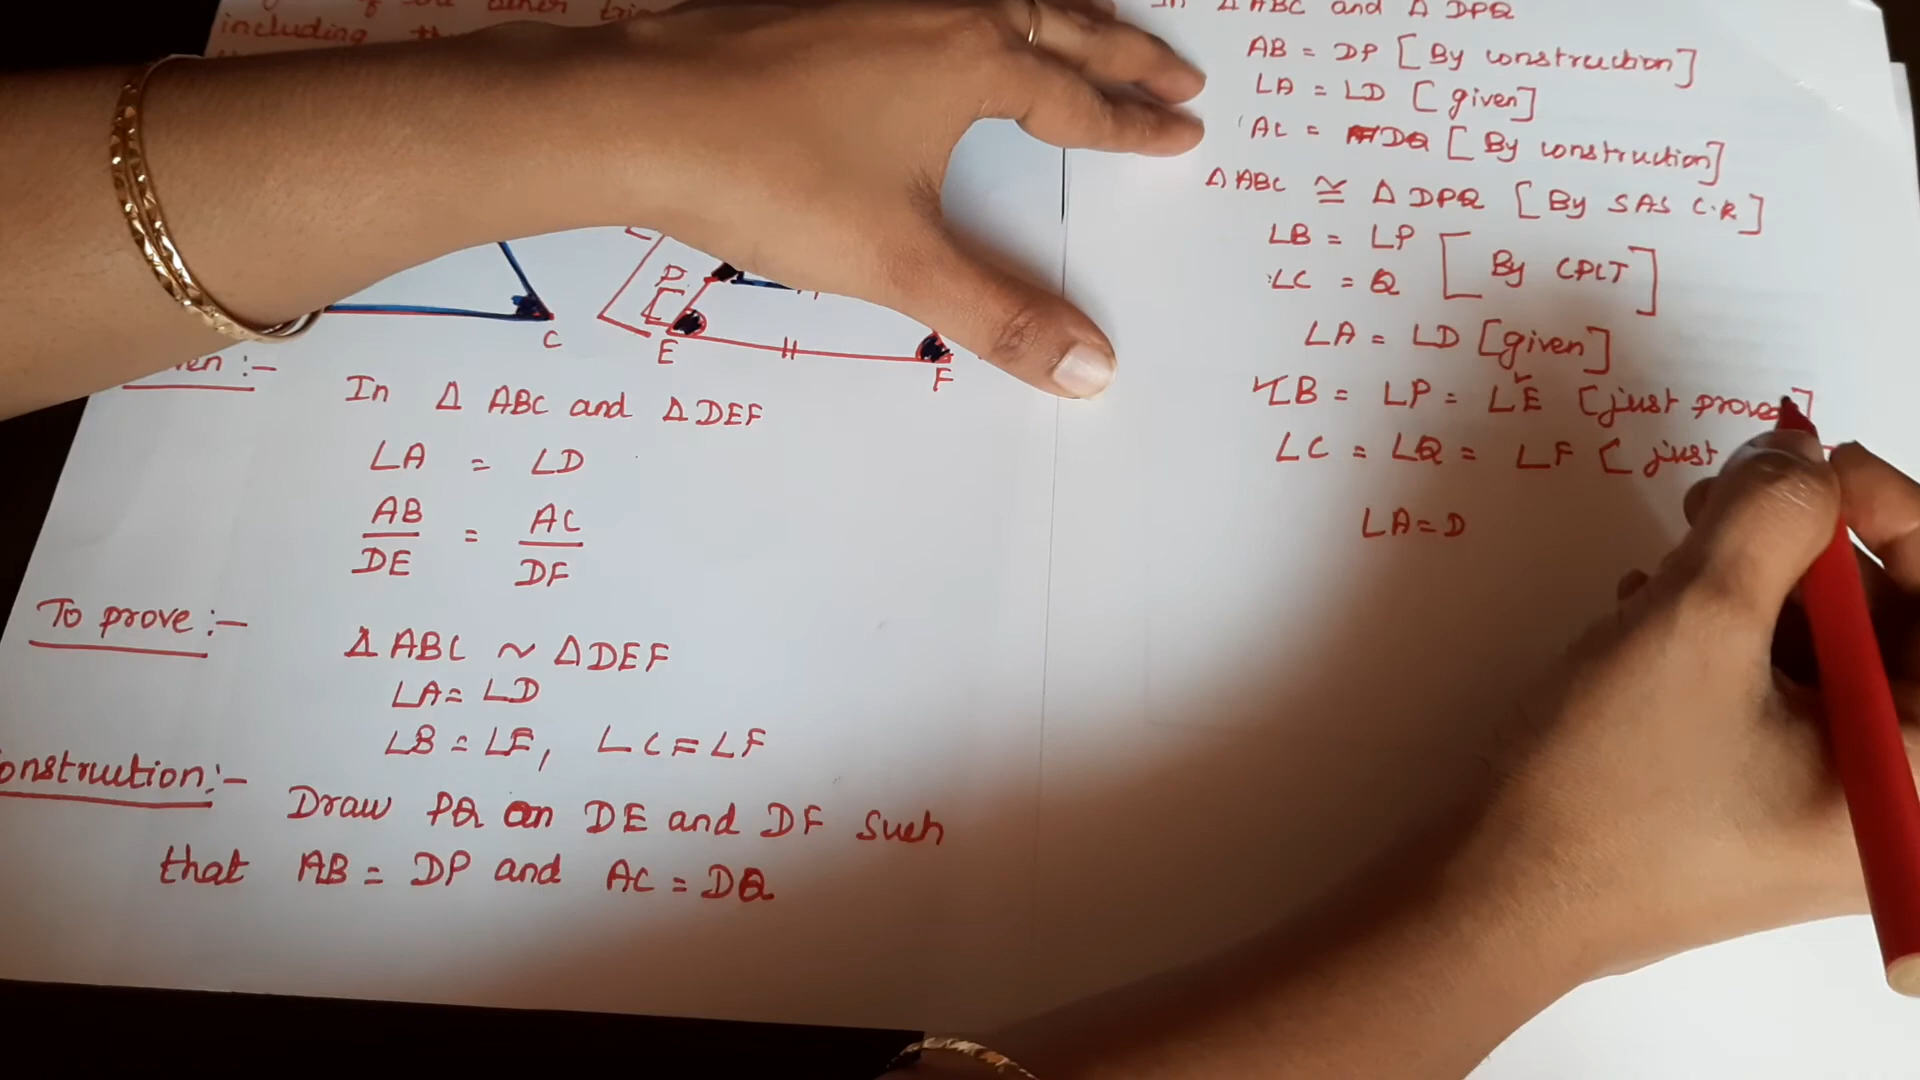 other
including
C
P
E
F
:-
In Δ ABC and Δ DEF
∠A = ∠D
AB/DE = AC/DF
To prove :-
Δ ABC ~ Δ DEF
∠A = ∠D
∠B = ∠E, ∠C = ∠F
onstruction:-
Draw PQ on DE and DF such
that AB = DP and AC = DQ
In Δ ABC and Δ DPQ
AB = DP [By construction]
∠A = ∠D [given]
AC = DQ [By construction]
Δ ABC ≅ Δ DPQ [By SAS C.R]
∠B = ∠P
∠C = Q [By CPCT]
∠A = ∠D [given]
∠B = ∠P = ∠E [just proved]
∠C = ∠Q = ∠F [just
∠A = D